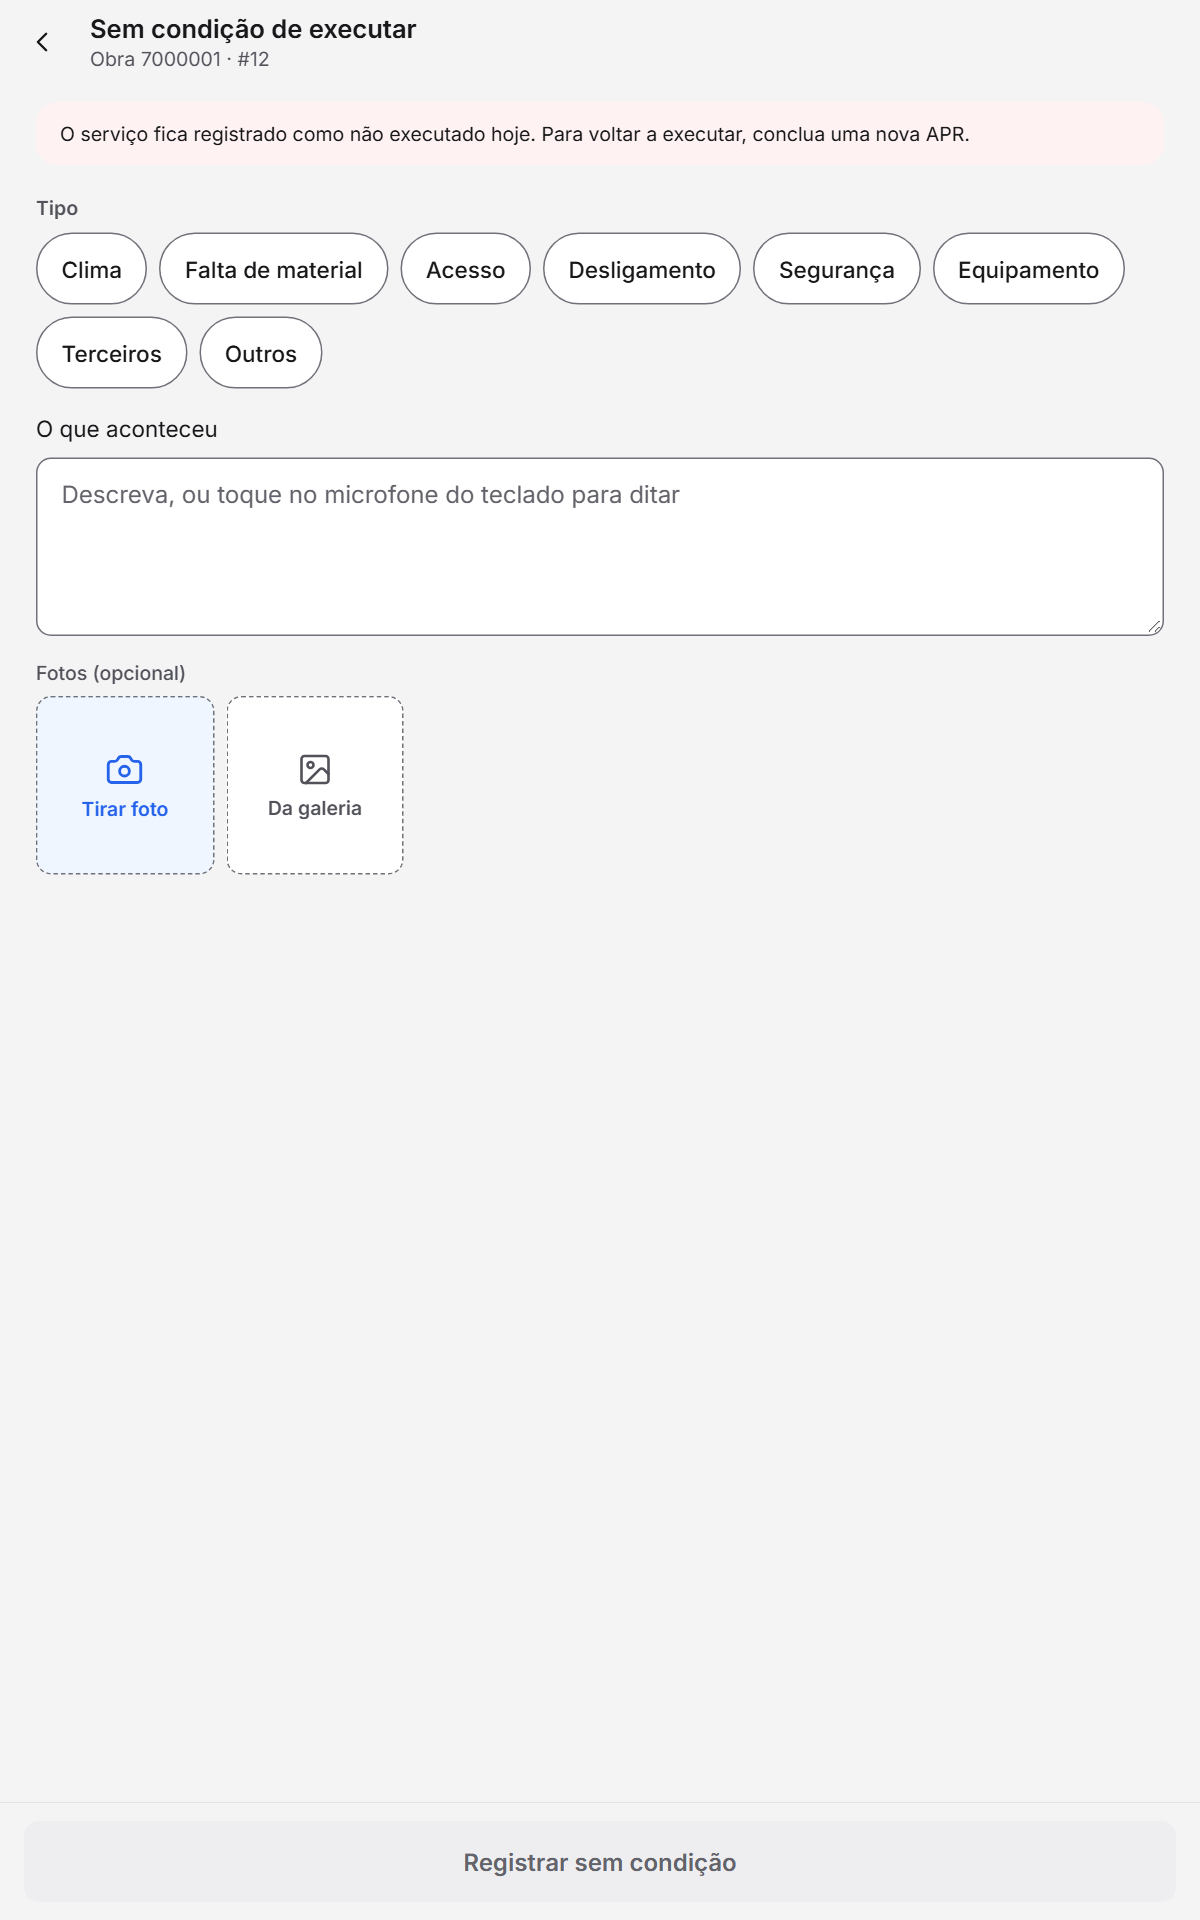 Sem condição de executar
Obra 7000001 · #12
O serviço fica registrado como não executado hoje. Para voltar a executar, conclua uma nova APR.
Tipo
Clima
Falta de material
Acesso
Desligamento
Segurança
Equipamento
Terceiros
Outros
O que aconteceu
Descreva, ou toque no microfone do teclado para ditar
Fotos (opcional)
Tirar foto
Da galeria
Registrar sem condição